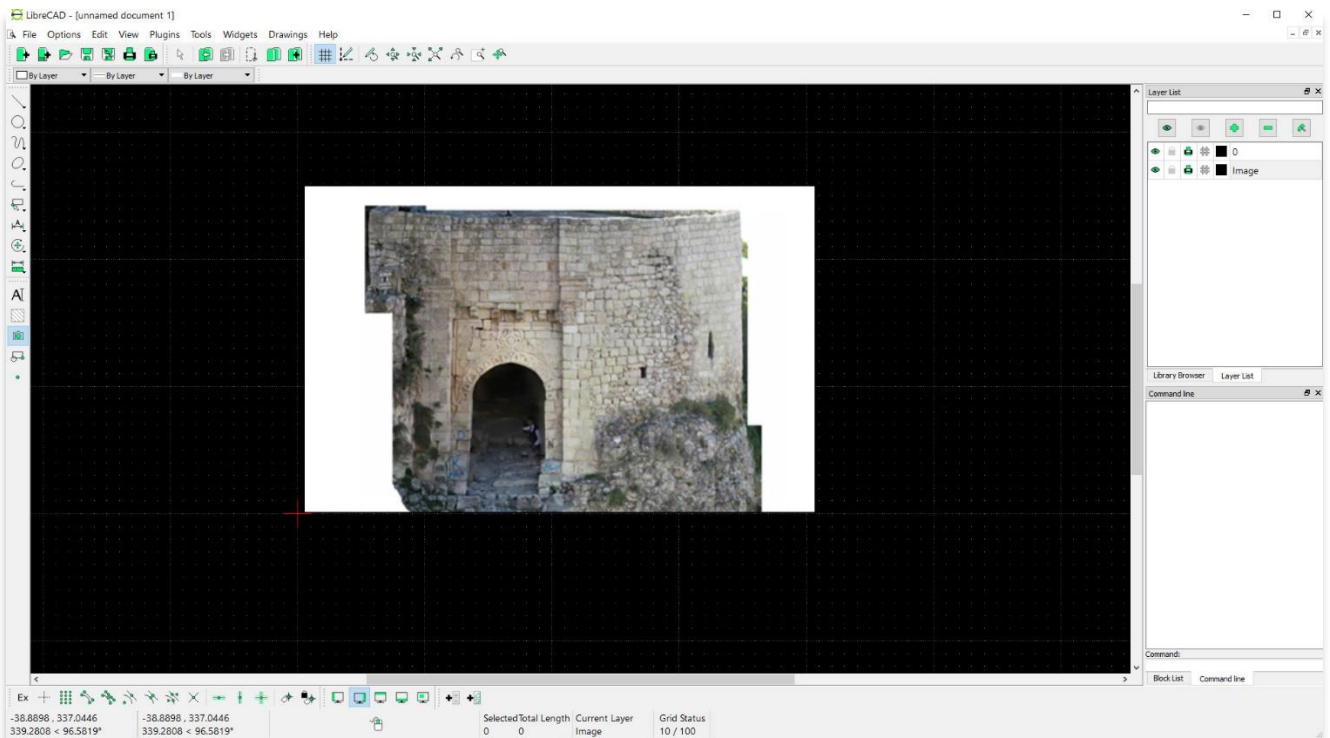 LibreCAD - [unnamed document 1]
File Options Edit View Plugins Tools Widgets Drawings Help
By Layer By Layer By Layer
Layer List
0
Image
Library Browser Layer List
Command line
Command:
Block List Command line
Ex
-38.8898 , 337.0446 -38.8898 , 337.0446 Selected Total Length Current Layer Grid Status
339.2808 < 96.5819° 339.2808 < 96.5819° 0 0 Image 10 / 100